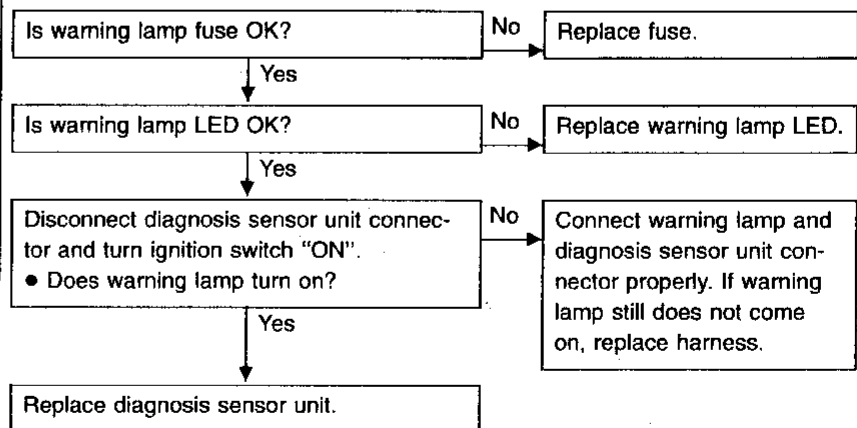 Is warning lamp fuse OK?
No
Replace fuse.
Yes
Is warning lamp LED OK?
No
Replace warning lamp LED.
Yes
Disconnect diagnosis sensor unit connec-
tor and turn ignition switch “ON”.
● Does warning lamp turn on?
No
Connect warning lamp and
diagnosis sensor unit con-
nector properly. If warning
lamp still does not come
on, replace harness.
Yes
Replace diagnosis sensor unit.